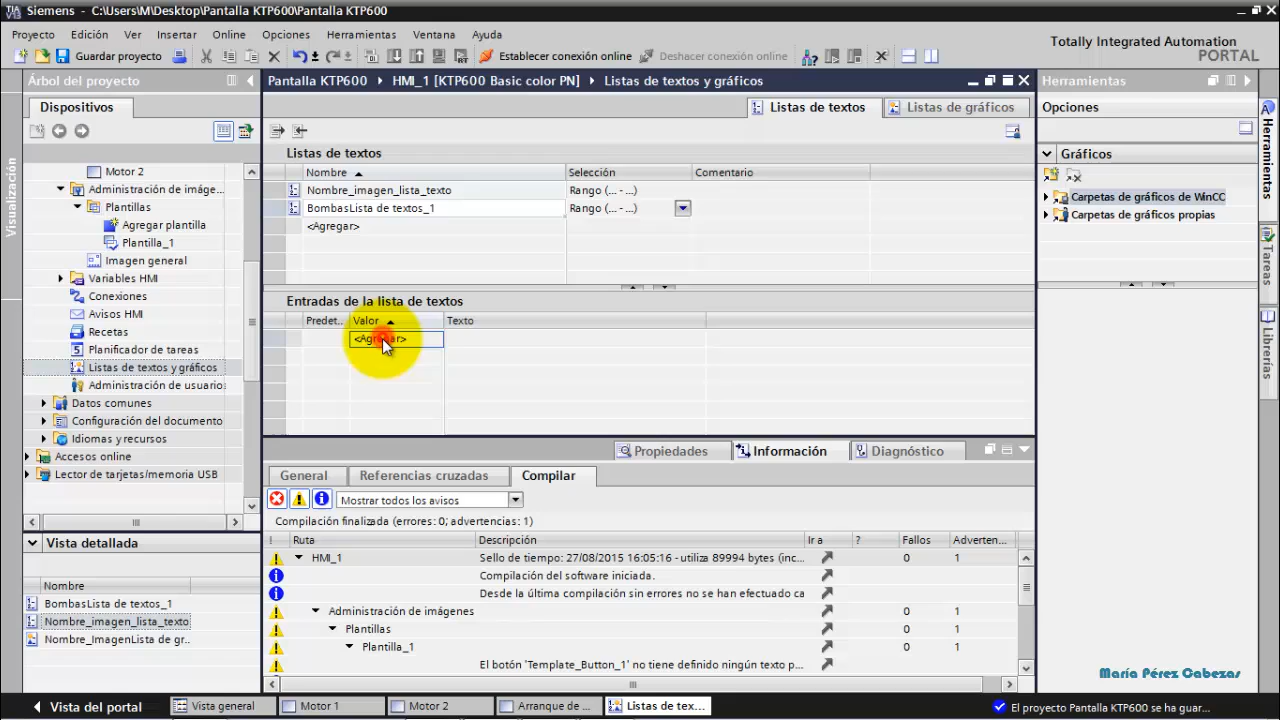 Siemens - C:\Users\M\Desktop\Pantalla KTP600\Pantalla KTP600
Proyecto Edición Ver Insertar Online Opciones Herramientas Ventana Ayuda
Totally Integrated Automation
PORTAL
Guardar proyecto Establecer conexión online Deshacer conexión online
Árbol del proyecto
Dispositivos
Visualización
Motor 2
Administración de imáge...
Plantillas
Agregar plantilla
Plantilla_1
Imagen general
Variables HMI
Conexiones
Avisos HMI
Recetas
Planificador de tareas
Listas de textos y gráficos
Administración de usuario
Datos comunes
Configuración del documento
Idiomas y recursos
Accesos online
Lector de tarjetas/memoria USB
Vista detallada
Nombre
BombasLista de textos_1
Nombre_imagen_lista_texto
Nombre_ImagenLista de gr..
Pantalla KTP600 HMI_1 [KTP600 Basic color PN] Listas de textos y gráficos
Listas de textos Listas de gráficos
Listas de textos
Nombre Selección Comentario
Nombre_imagen_lista_texto Rango (... - ...)
BombasLista de textos_1 Rango (... - ...)
<Agregar>
Entradas de la lista de textos
Predet.. Valor Texto
<Agregar>
Propiedades Información Diagnóstico
General Referencias cruzadas Compilar
Mostrar todos los avisos
Compilación finalizada (errores: 0; advertencias: 1)
! Ruta Descripción Ir a ? Fallos Adverten...
HMI_1 Sello de tiempo: 27/08/2015 16:05:16 - utiliza 89994 bytes (inc... 0 1
Compilación del software iniciada.
Desde la última compilación sin errores no se han efectuado ca
Administración de imágenes 0 1
Plantillas 0 1
Plantilla_1 0 1
El botón 'Template_Button_1' no tiene definido ningún texto p...
Herramientas
Opciones
Gráficos
Carpetas de gráficos de WinCC
Carpetas de gráficos propias
Herramientas
Tareas
Librerías
María Pérez Cabezas
Vista del portal Vista general Motor 1 Motor 2 Arranque de ... Listas de tex... El proyecto Pantalla KTP600 se ha guar...